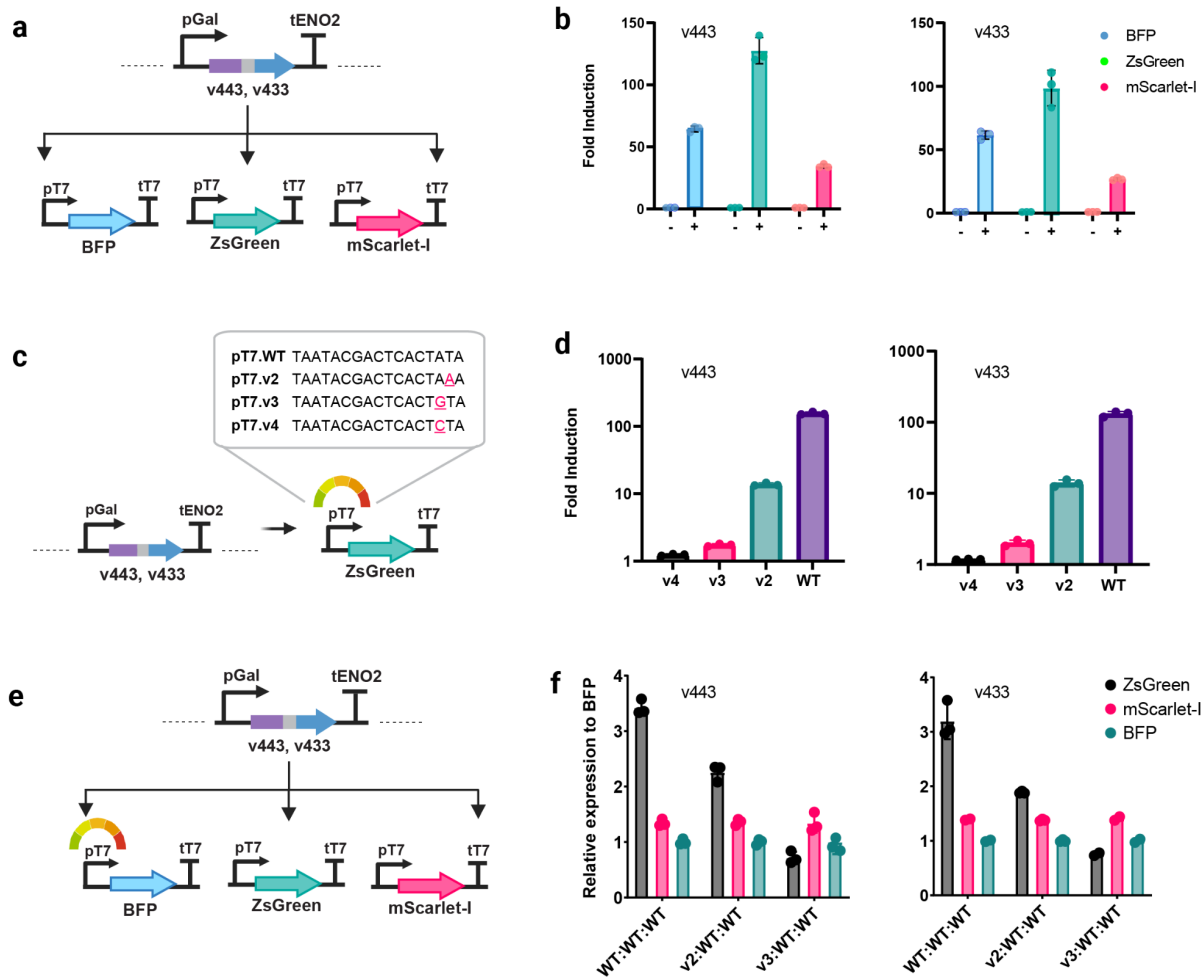 a
pGal
tENO2
v443, v433
pT7
tT7
BFP
pT7
tT7
ZsGreen
pT7
tT7
mScarlet-I
b
Fold Induction
v443
150
100
50
0
- + - + - +
v433
150
100
50
0
- + - + - +
BFP
ZsGreen
mScarlet-I
c
pT7.WT TAATACGACTCACTATA
pT7.v2 TAATACGACTCACTAAA
pT7.v3 TAATACGACTCACTGTA
pT7.v4 TAATACGACTCACTCTA
pGal
tENO2
v443, v433
pT7
tT7
ZsGreen
d
Fold Induction
v443
1000
100
10
1
v4 v3 v2 WT
v433
1000
100
10
1
v4 v3 v2 WT
e
pGal
tENO2
v443, v433
pT7
tT7
BFP
pT7
tT7
ZsGreen
pT7
tT7
mScarlet-I
f
Relative expression to BFP
v443
4
3
2
1
0
WT:WT:WT
v2:WT:WT
v3:WT:WT
v433
4
3
2
1
0
WT:WT:WT
v2:WT:WT
v3:WT:WT
ZsGreen
mScarlet-I
BFP